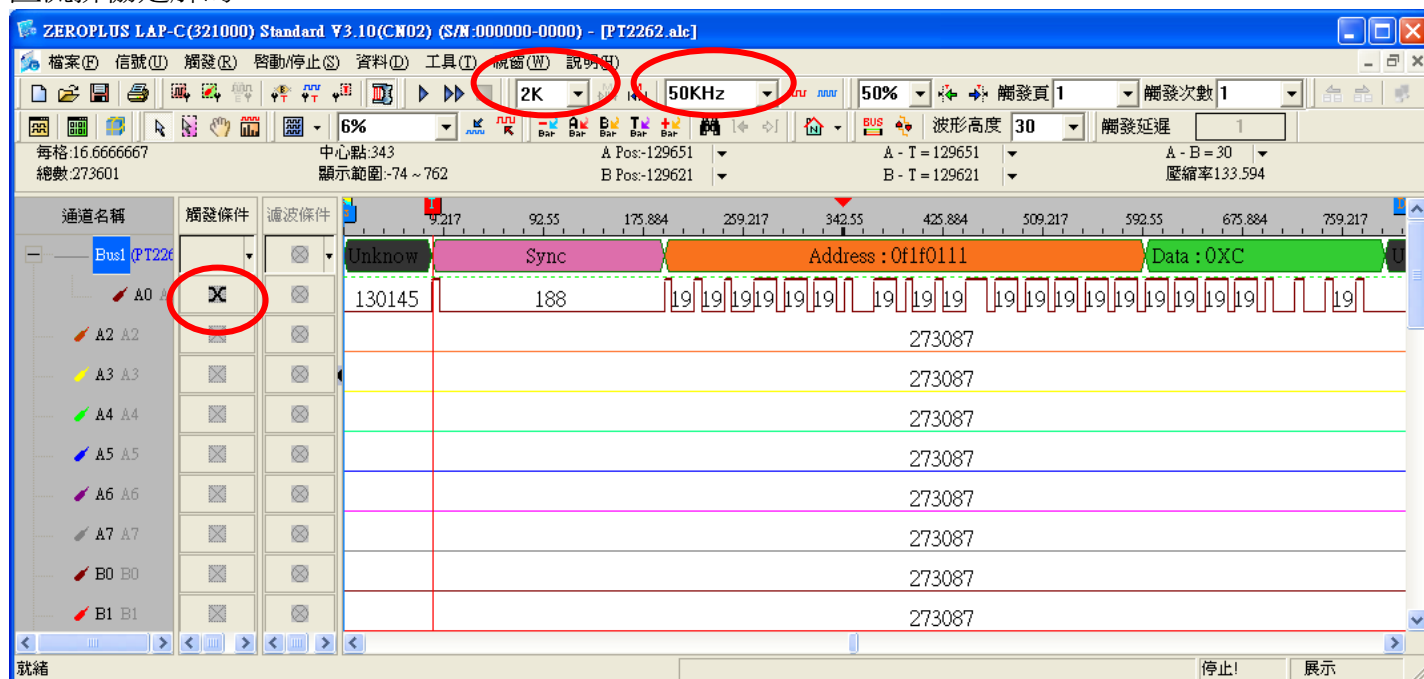 ZEROPLUS LAP-C(321000) Standard V3.10(CN02) (S/N:000000-0000) - [PT2262.alc]
檔案(F) 信號(U) 觸發(R) 啓動/停止(S) 資料(D) 工具(T) 視窗(W) 說明(H)
2K 50KHz 50% 觸發頁 1 觸發次數 1
6% Bar Bar Bar Bar Bar BUS 波形高度 30 觸發延遲 1
每格:16.6666667 中心點:343 A Pos:-129651 A - T = 129651 A - B = 30
總數:273601 顯示範圍:-74 ~ 762 B Pos:-129621 B - T = 129621 壓縮率133.594
通道名稱 觸發條件 濾波條件 9.217 92.55 175.884 259.217 342.55 425.884 509.217 592.55 675.884 759.217
Bus1 (PT226 Unknow Sync Address : 0f1f0111 Data : 0XC U
A0 A 130145 188 19 19 19 19 19 19 19 19 19 19 19 19 19 19 19 19 19 19 19
A2 A2 273087
A3 A3 273087
A4 A4 273087
A5 A5 273087
A6 A6 273087
A7 A7 273087
B0 B0 273087
B1 B1 273087
就緒 停止! 展示